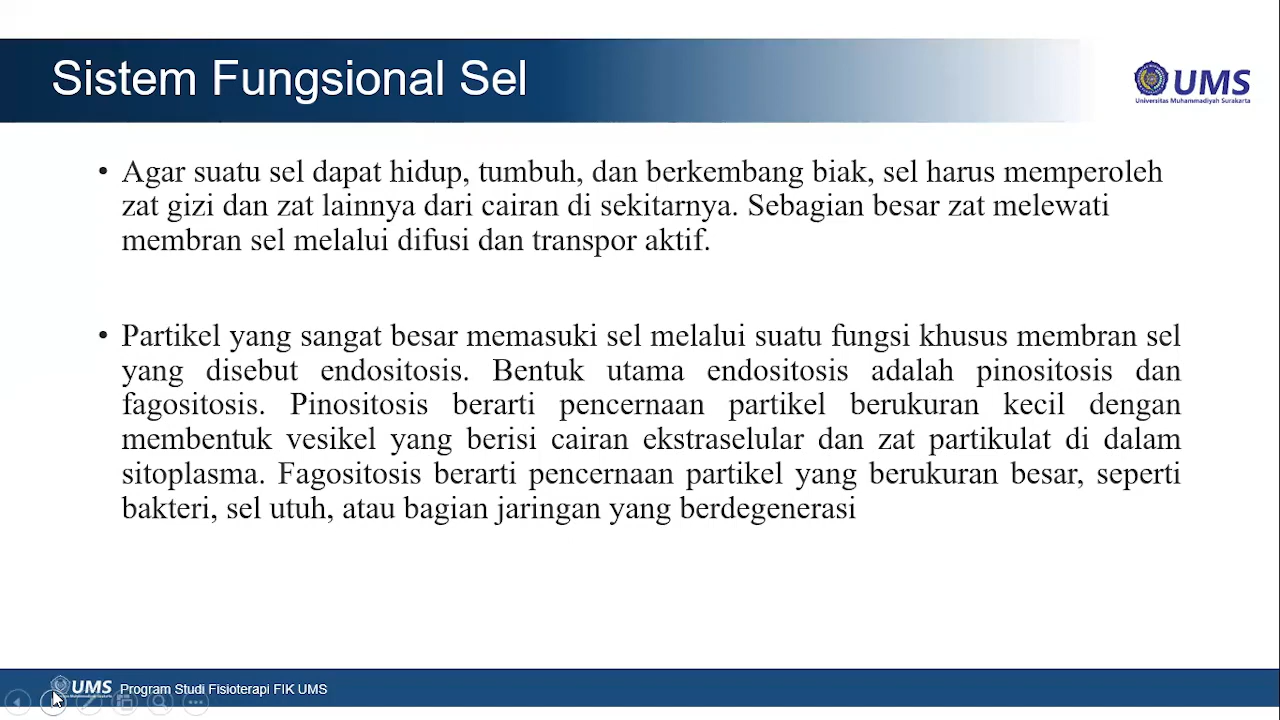 Sistem Fungsional Sel
UMS
Universitas Muhammadiyah Surakarta
• Agar suatu sel dapat hidup, tumbuh, dan berkembang biak, sel harus memperoleh
zat gizi dan zat lainnya dari cairan di sekitarnya. Sebagian besar zat melewati
membran sel melalui difusi dan transpor aktif.
• Partikel yang sangat besar memasuki sel melalui suatu fungsi khusus membran sel
yang disebut endositosis. Bentuk utama endositosis adalah pinositosis dan
fagositosis. Pinositosis berarti pencernaan partikel berukuran kecil dengan
membentuk vesikel yang berisi cairan ekstraselular dan zat partikulat di dalam
sitoplasma. Fagositosis berarti pencernaan partikel yang berukuran besar, seperti
bakteri, sel utuh, atau bagian jaringan yang berdegenerasi
UMS Program Studi Fisioterapi FIK UMS